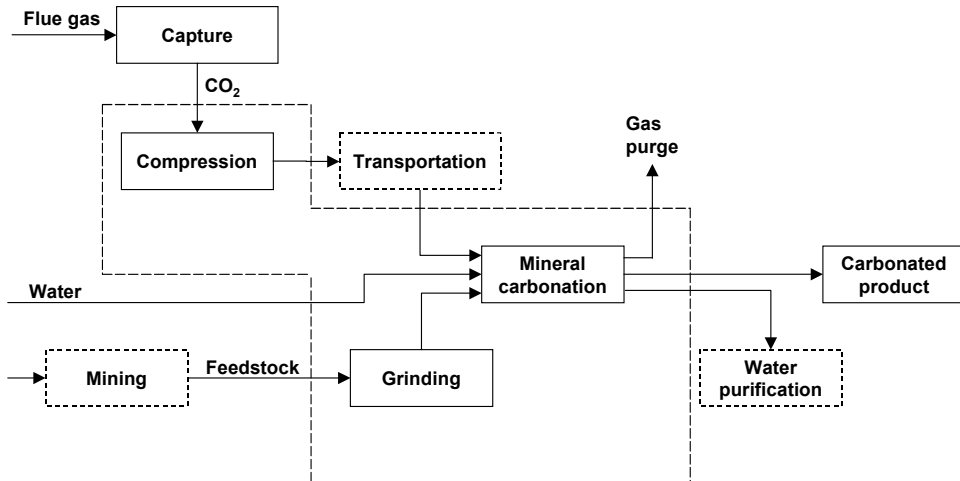 Flue gas
Capture
CO₂
Compression
Transportation
Gas
purge
Mineral
carbonation
Carbonated
product
Water
Mining
Feedstock
Grinding
Water
purification